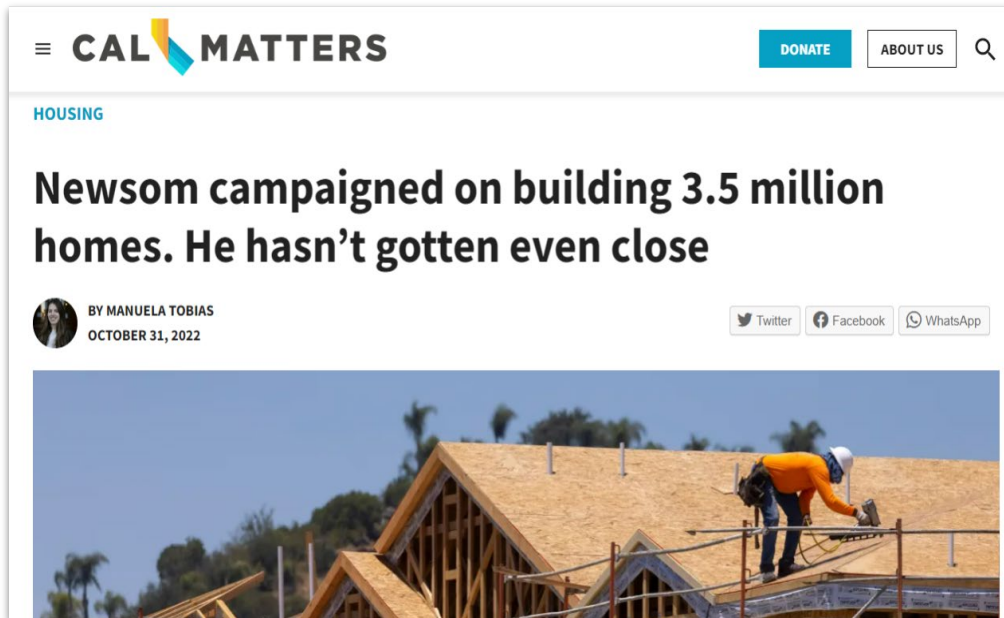 CAL MATTERS
DONATE
ABOUT US
HOUSING
Newsom campaigned on building 3.5 million
homes. He hasn’t gotten even close
BY MANUELA TOBIAS
OCTOBER 31, 2022
Twitter
Facebook
WhatsApp